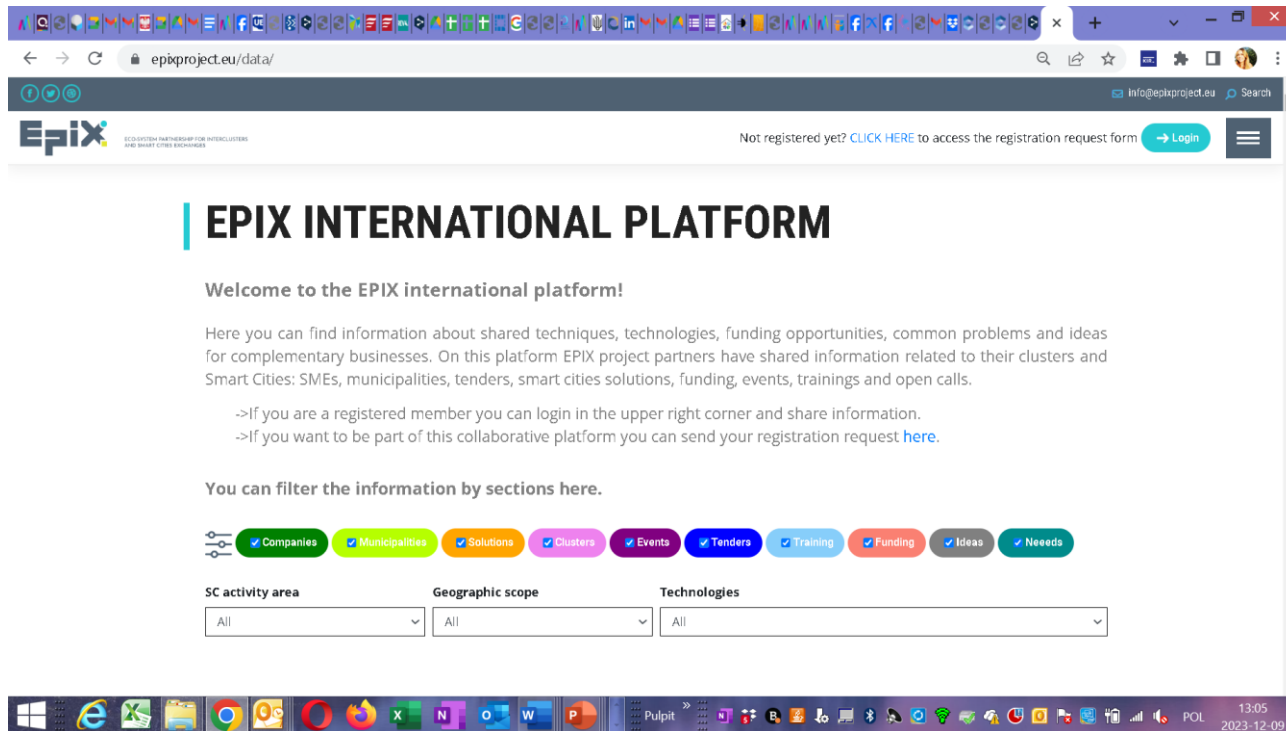 epixproject.eu/data/
info@epixproject.eu Search
EpiX ECO-SYSTEM PARTNERSHIP FOR INTERCLUSTERS
AND SMART CITIES EXCHANGES
Not registered yet? CLICK HERE to access the registration request form Login
EPIX INTERNATIONAL PLATFORM
Welcome to the EPIX international platform!
Here you can find information about shared techniques, technologies, funding opportunities, common problems and ideas
for complementary businesses. On this platform EPIX project partners have shared information related to their clusters and
Smart Cities: SMEs, municipalities, tenders, smart cities solutions, funding, events, trainings and open calls.
->If you are a registered member you can login in the upper right corner and share information.
->If you want to be part of this collaborative platform you can send your registration request here.
You can filter the information by sections here.
Companies Municipalities Solutions Clusters Events Tenders Training Funding Ideas Neeeds
SC activity area Geographic scope Technologies
All All All
Pulpit » POL 13:05
2023-12-09